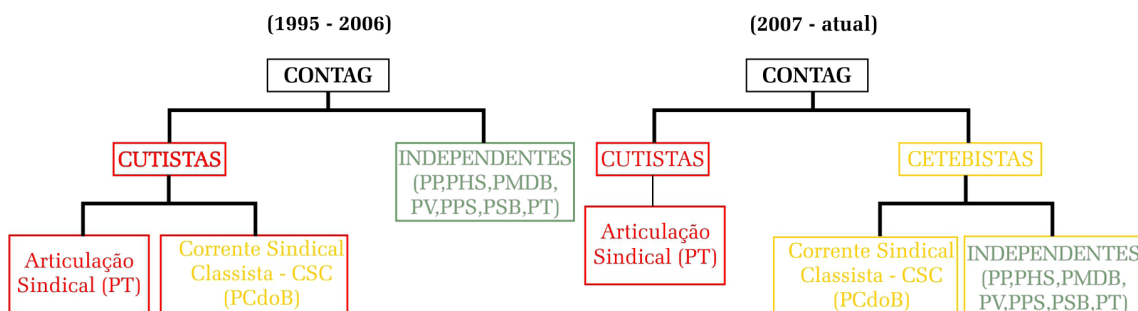 (1995 - 2006)
CONTAG
CUTISTAS
INDEPENDENTES
(PP,PHS,PMDB,
PV,PPS,PSB,PT)
Articulação
Sindical (PT)
Corrente Sindical
Classista - CSC
(PCdoB)
(2007 - atual)
CONTAG
CUTISTAS
CETEBISTAS
Articulação
Sindical (PT)
Corrente Sindical
Classista - CSC
(PCdoB)
INDEPENDENTES
(PP,PHS,PMDB,
PV,PPS,PSB,PT)